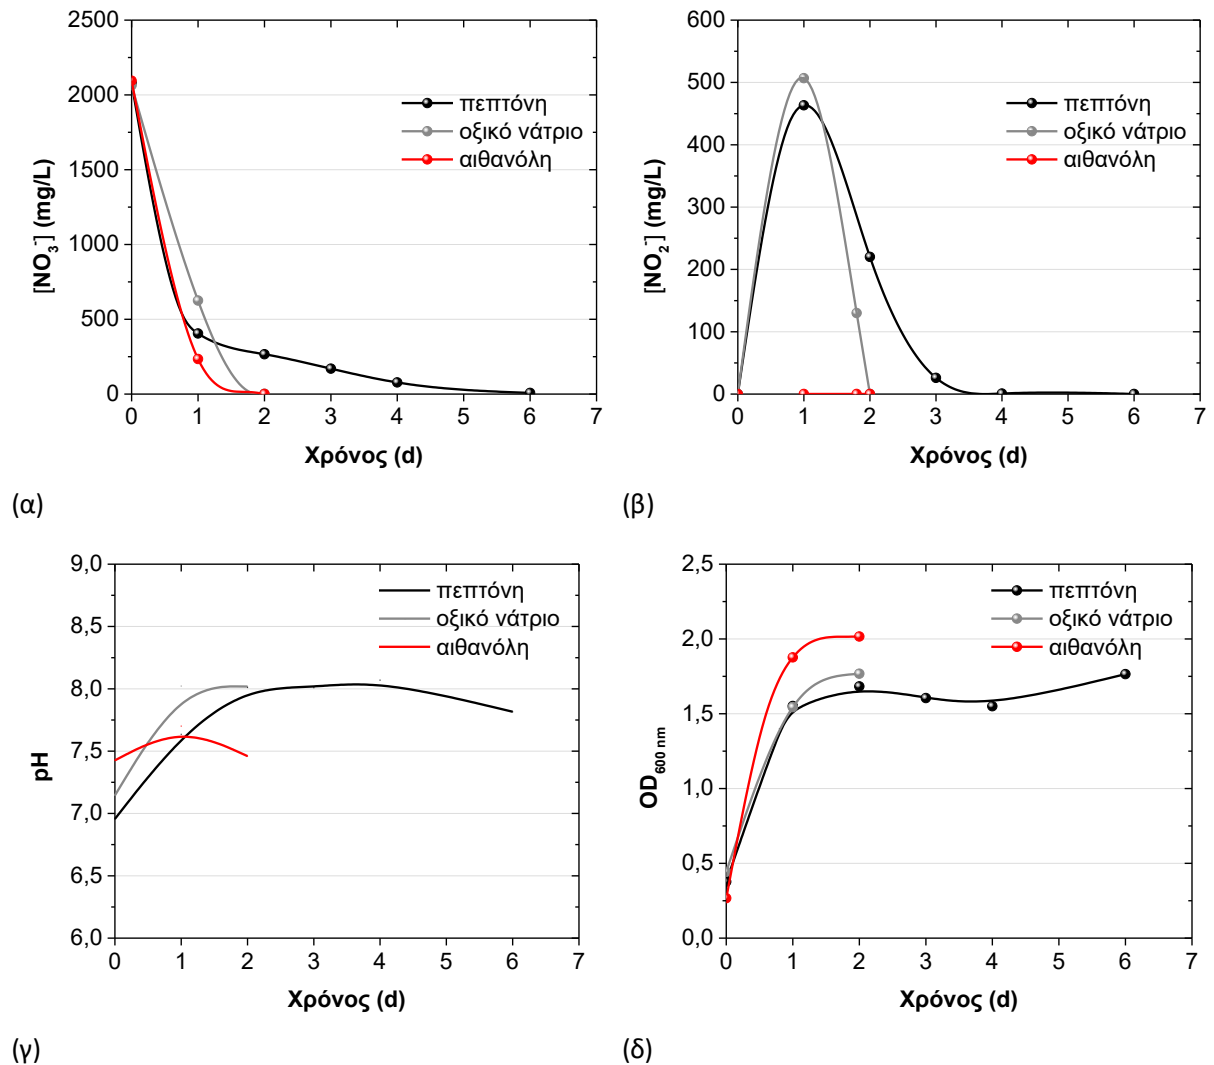 2500
2000
1500
1000
500
0
[NO3-] (mg/L)
πεπτόνη
οξικό νάτριο
αιθανόλη
0 1 2 3 4 5 6 7
Χρόνος (d)
(α)
600
500
400
300
200
100
0
[NO2-] (mg/L)
πεπτόνη
οξικό νάτριο
αιθανόλη
0 1 2 3 4 5 6 7
Χρόνος (d)
(β)
9,0
8,5
8,0
7,5
7,0
6,5
6,0
pH
πεπτόνη
οξικό νάτριο
αιθανόλη
0 1 2 3 4 5 6 7
Χρόνος (d)
(γ)
2,5
2,0
1,5
1,0
0,5
0,0
OD600 nm
πεπτόνη
οξικό νάτριο
αιθανόλη
0 1 2 3 4 5 6 7
Χρόνος (d)
(δ)